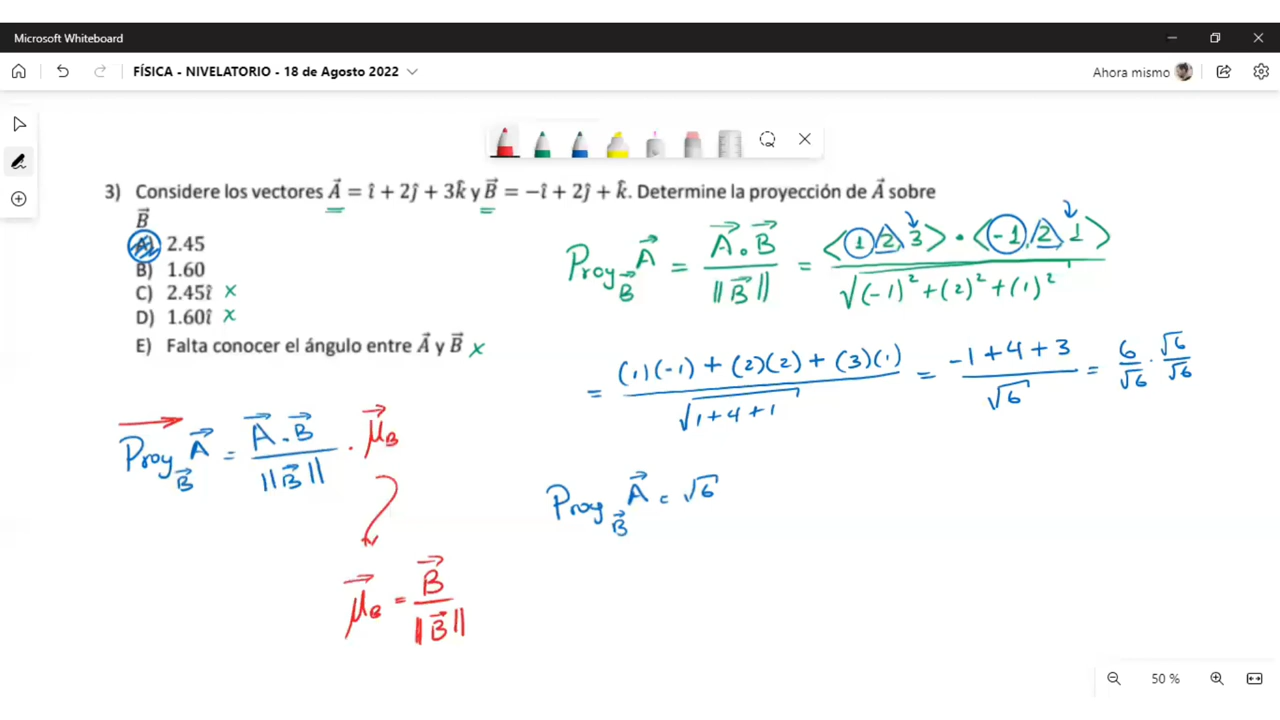 Microsoft Whiteboard
FÍSICA - NIVELATORIO - 18 de Agosto 2022
Ahora mismo
3) Considere los vectores A⃗ = î + 2ĵ + 3k̂ y B⃗ = −î + 2ĵ + k̂. Determine la proyección de A⃗ sobre
B⃗
A) 2.45
B) 1.60
C) 2.45î x
D) 1.60î x
E) Falta conocer el ángulo entre A⃗ y B⃗ x
Proy_B⃗ A⃗ = A⃗ . B⃗ / ||B⃗|| = <1, 2, 3> • <-1, 2, 1> / √(-1)² + (2)² + (1)²
= (1)(-1) + (2)(2) + (3)(1) / √1+4+1 = -1 + 4 + 3 / √6 = 6/√6 . √6/√6
Proy_B⃗ A⃗ = A⃗ . B⃗ / ||B⃗|| . μ⃗_B
Proy_B⃗ A⃗ = √6
μ⃗_B = B⃗ / ||B⃗||
50 %